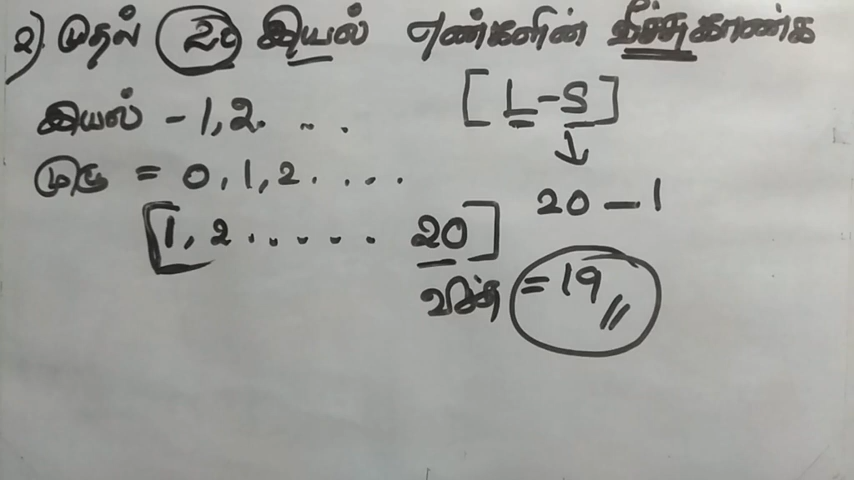 2) முதல் 20 இயல் எண்களின் வீச்சு காண்க
இயல் - 1, 2. . .
[L - S]
முழு = 0, 1, 2. . . .
20 - 1
[1, 2 . . . . . . 20]
வீச்சு = 19 //